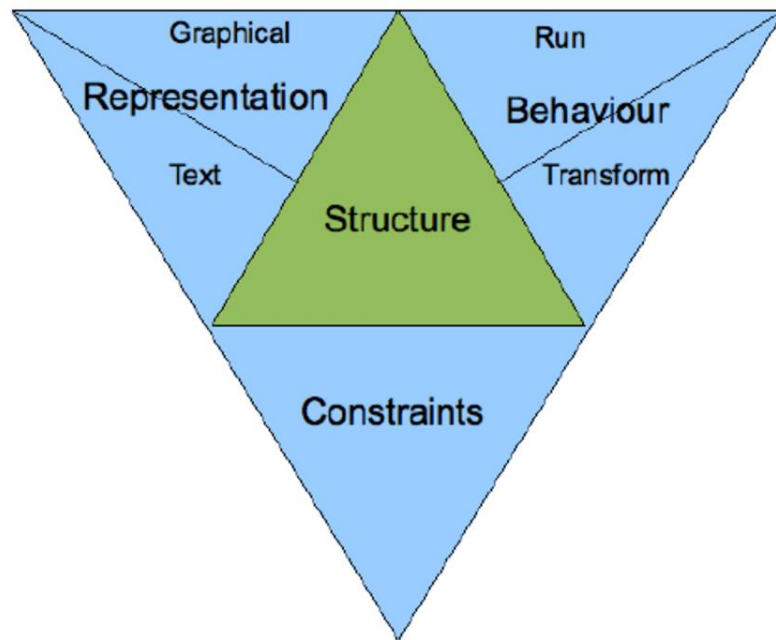 Graphical
Representation
Text
Run
Behaviour
Transform
Structure
Constraints